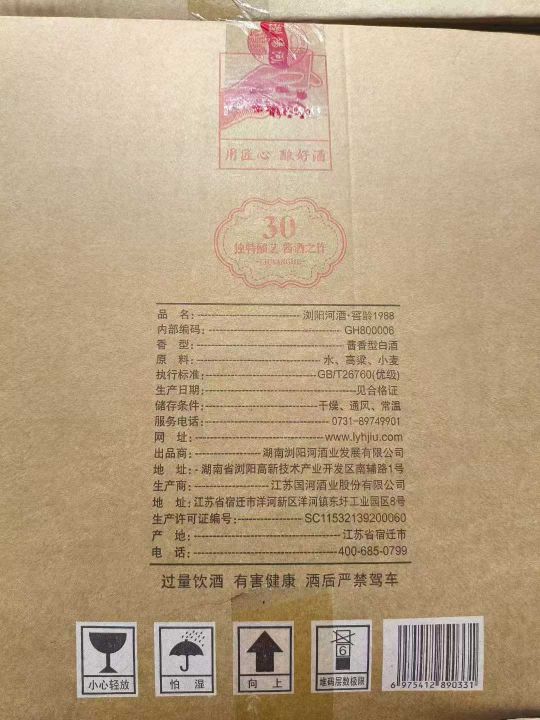 浏阳河
用匠心 酿好酒
30
独特酿艺 酱酒之作
LIUYANGHE
品 名:浏阳河酒·窖龄1988
内部编码:GH800006
香 型:酱香型白酒
原 料:水、高粱、小麦
执行标准:GB/T26760(优级)
生产日期:见合格证
储存条件:干燥、通风、常温
服务电话:0731-89749901
网 址:www.lyhjiu.com
出品商:湖南浏阳河酒业发展有限公司
地 址:湖南省浏阳高新技术产业开发区南辅路1号
生产商:江苏国河酒业股份有限公司
地 址:江苏省宿迁市洋河新区洋河镇东圩工业园区8号
生产许可证编号:SC11532139200060
产 地:江苏省宿迁市
电 话:400-685-0799
过量饮酒 有害健康 酒后严禁驾车
6
小心轻放 怕 湿 向 上 堆码层数极限
6 975412 890331